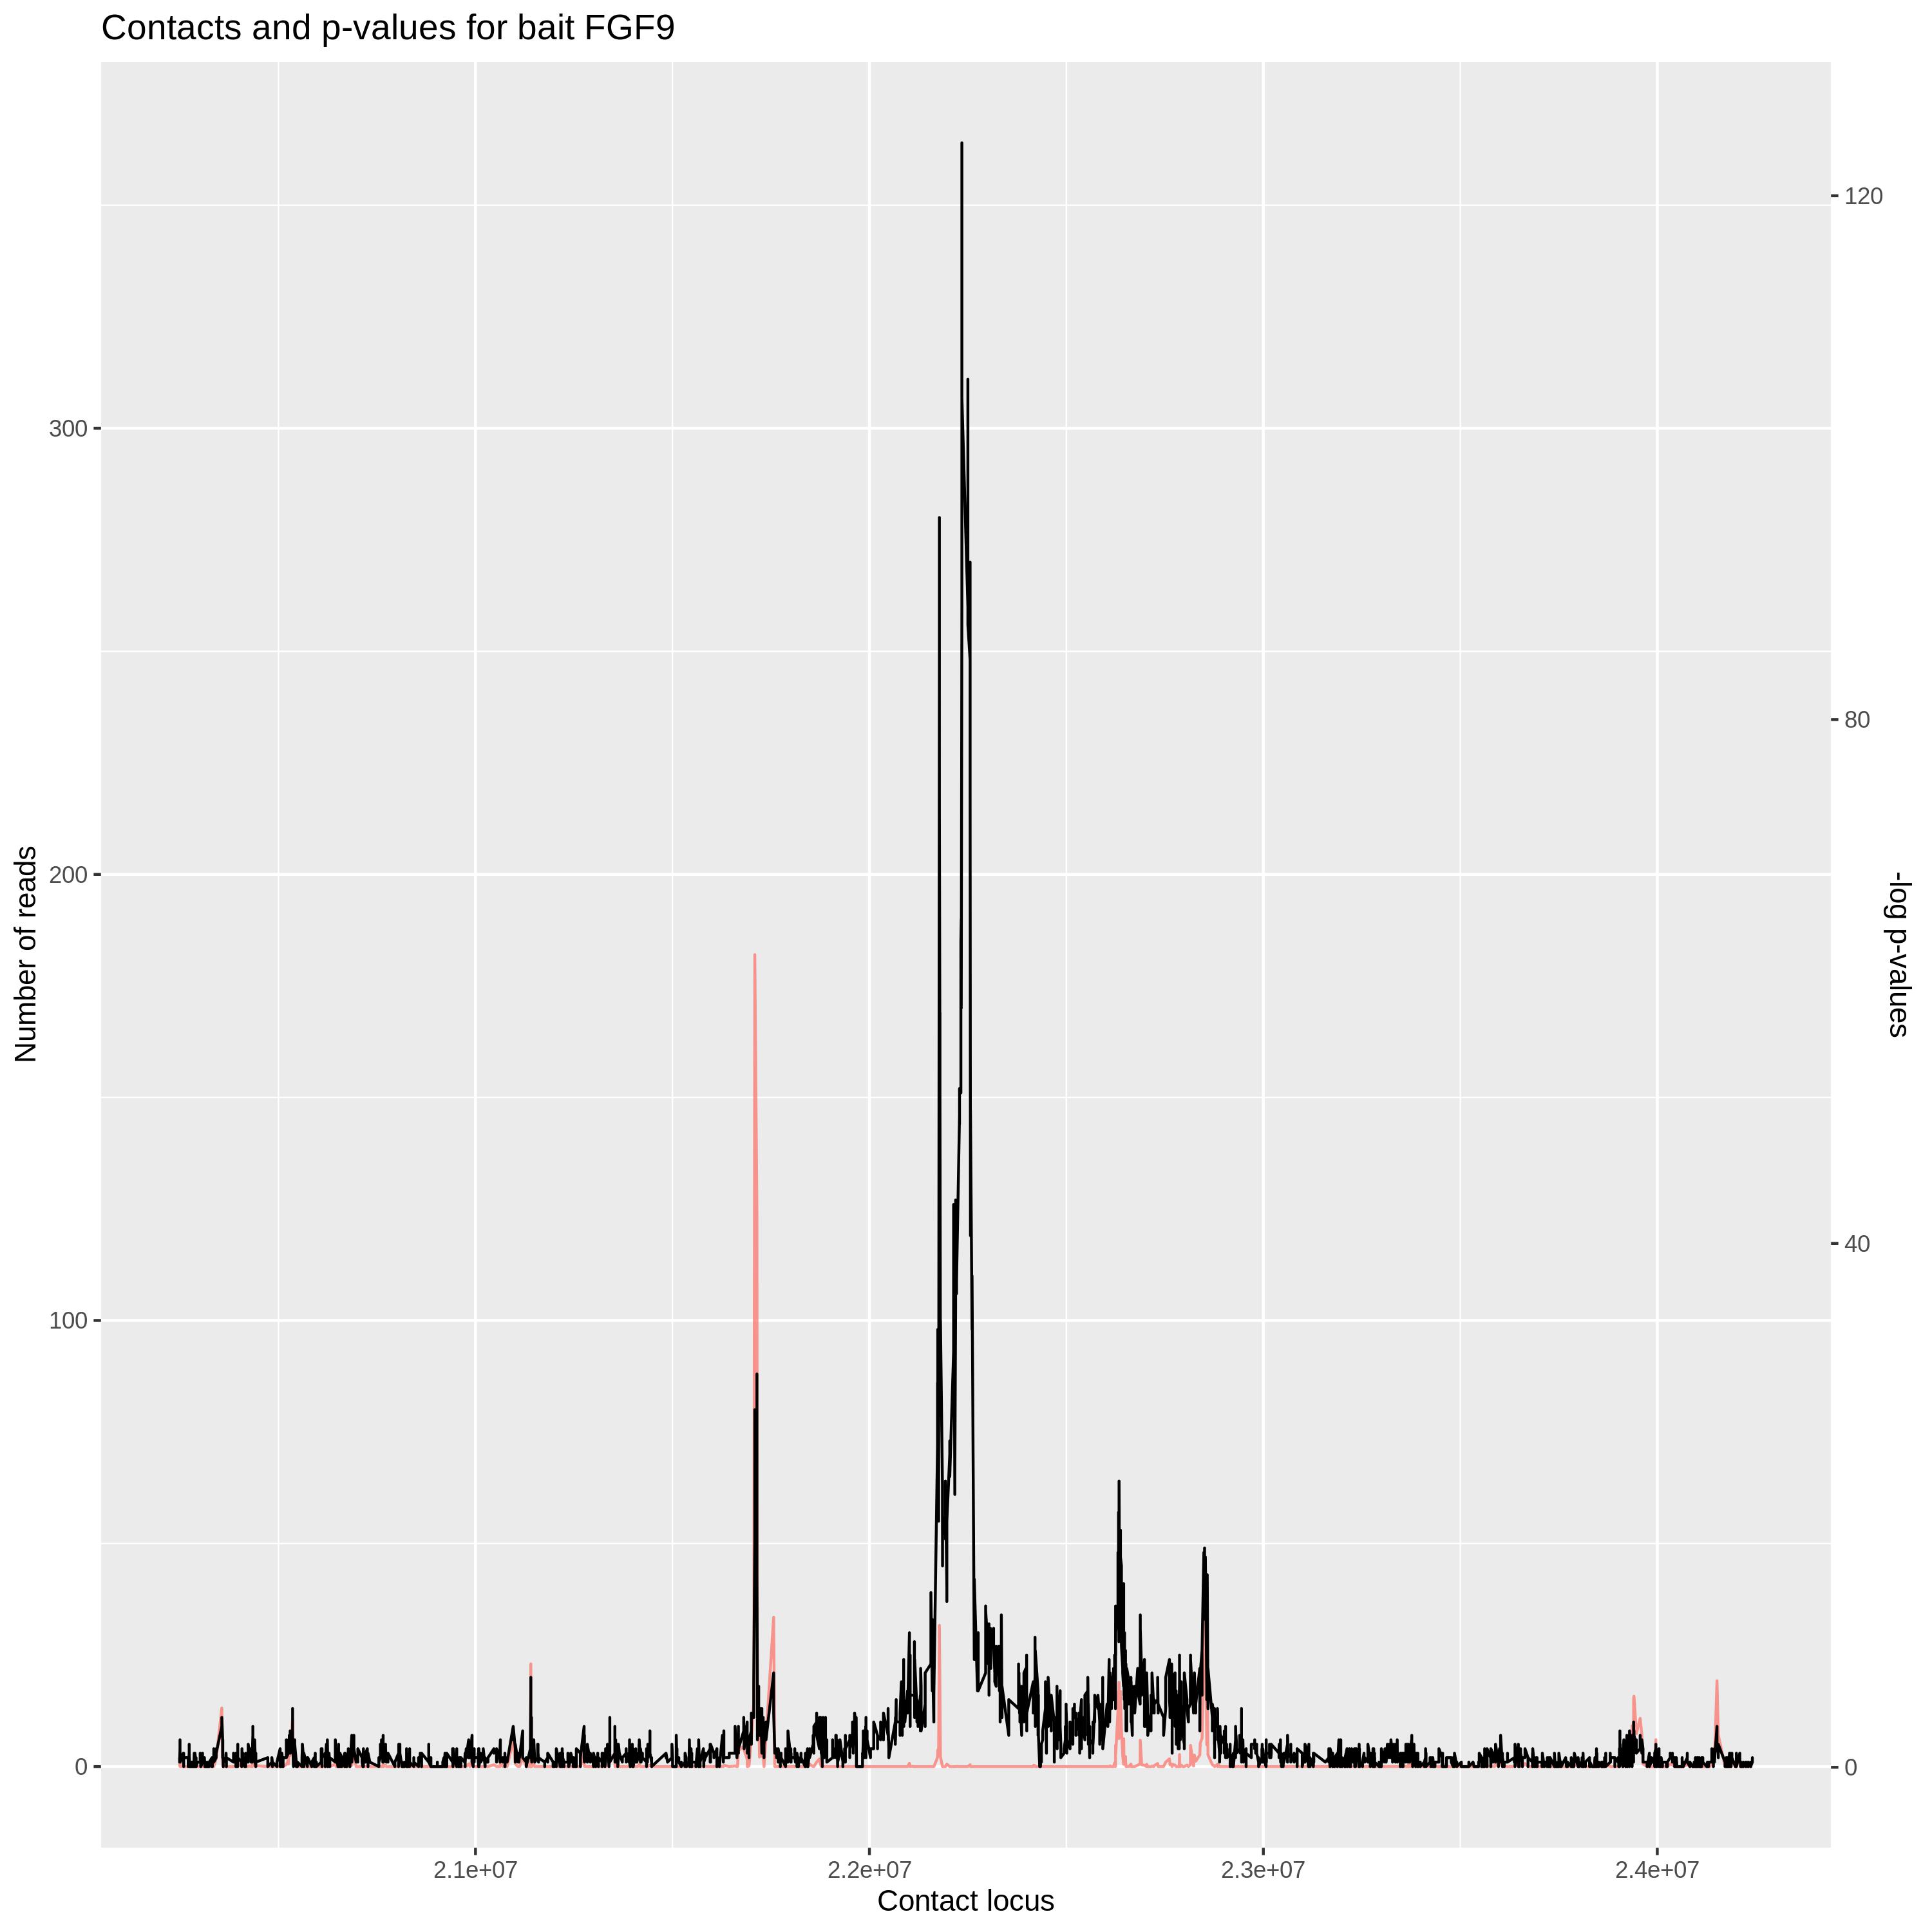 Contacts and p-values for bait FGF9
300
200
100
0
120
80
40
0
Number of reads
-log p-values
2.1e+07 2.2e+07 2.3e+07 2.4e+07
Contact locus